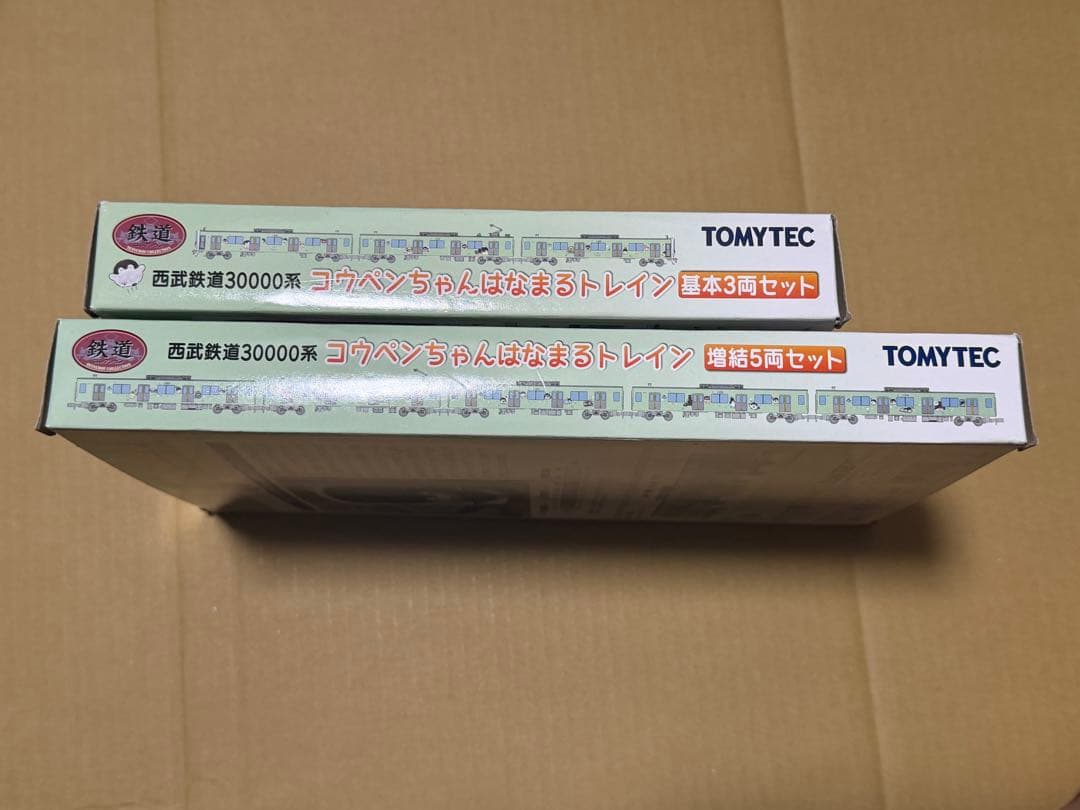 鉄道
TOMYTEC
西武鉄道30000系 コウペンちゃんはなまるトレイン 基本3両セット
鉄道
西武鉄道30000系 コウペンちゃんはなまるトレイン 増結5両セット TOMYTEC